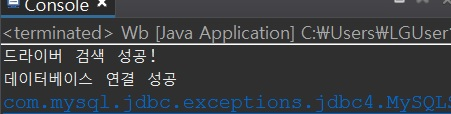 Console
<terminated> Wb [Java Application] C:₩Users₩LGUser
드라이버 검색 성공!
데이터베이스 연결 성공
com.mysql.jdbc.exceptions.jdbc4.MySQLS